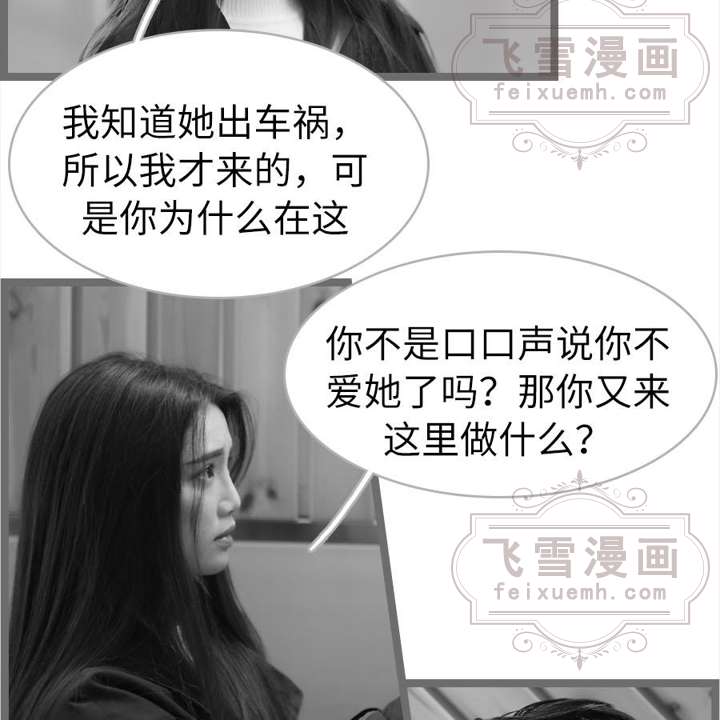 飞雪漫画
feixuemh.com
我知道她出车祸，
所以我才来的，可
是你为什么在这
你不是口口声说你不
爱她了吗？那你又来
这里做什么？
飞雪漫画
feixuemh.com